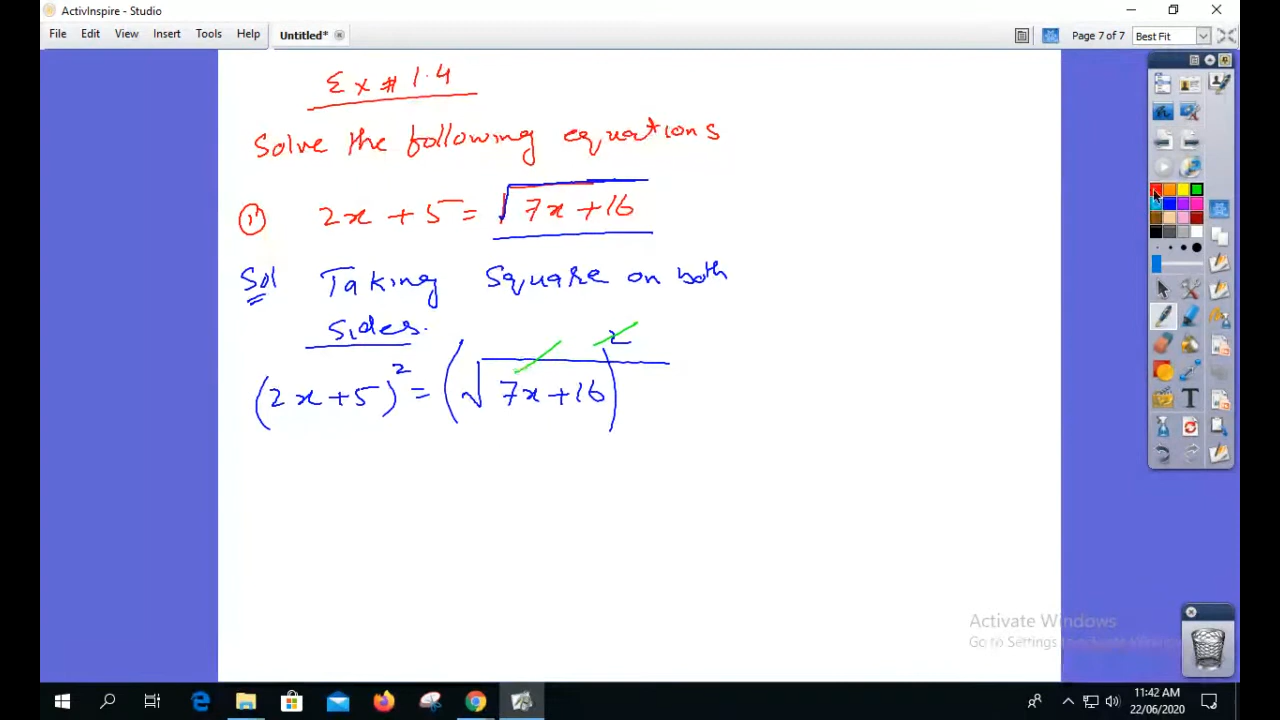 ActivInspire - Studio
File Edit View Insert Tools Help Untitled* Page 7 of 7 Best Fit
Ex # 1.4
Solve the following equations
(1) 2x + 5 = √7x+16
Sol Taking Square on both
sides.
(2x+5)² = (√7x+16)²
Activate Windows
Go to Settings to activate Windows.
11:42 AM
22/06/2020